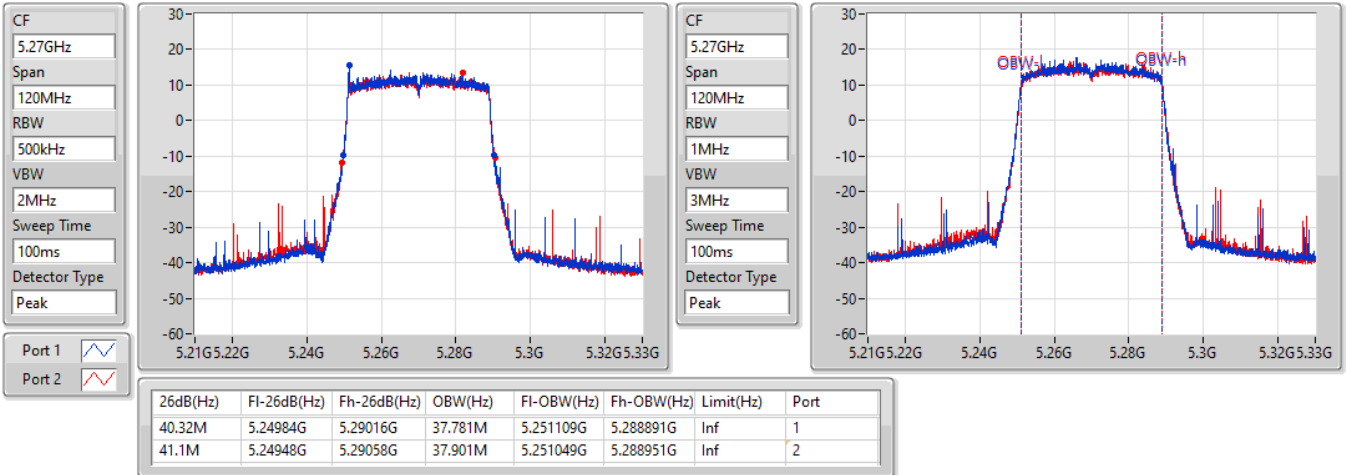 CF
5.27GHz
Span
120MHz
RBW
500kHz
VBW
2MHz
Sweep Time
100ms
Detector Type
Peak
Port 1
Port 2
30
20
10
0
-10
-20
-30
-40
-50
-60
5.21G 5.22G 5.24G 5.26G 5.28G 5.3G 5.32G 5.33G
CF
5.27GHz
Span
120MHz
RBW
1MHz
VBW
3MHz
Sweep Time
100ms
Detector Type
Peak
30
20
10
0
-10
-20
-30
-40
-50
-60
OBW-l OBW-h
5.21G 5.22G 5.24G 5.26G 5.28G 5.3G 5.32G 5.33G
26dB(Hz) Fl-26dB(Hz) Fh-26dB(Hz) OBW(Hz) Fl-OBW(Hz) Fh-OBW(Hz) Limit(Hz) Port
40.32M 5.24984G 5.29016G 37.781M 5.251109G 5.288891G Inf 1
41.1M 5.24948G 5.29058G 37.901M 5.251049G 5.288951G Inf 2